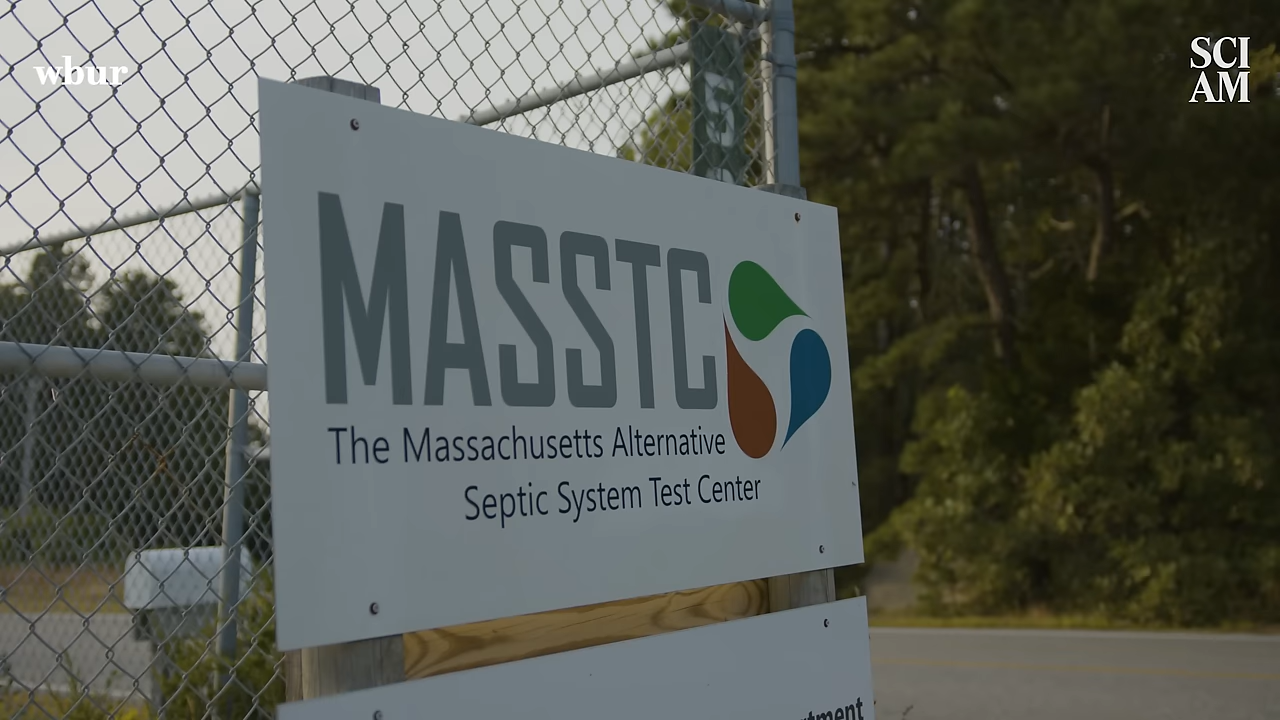 wbur
SCI
AM
MASSTC
The Massachusetts Alternative
Septic System Test Center